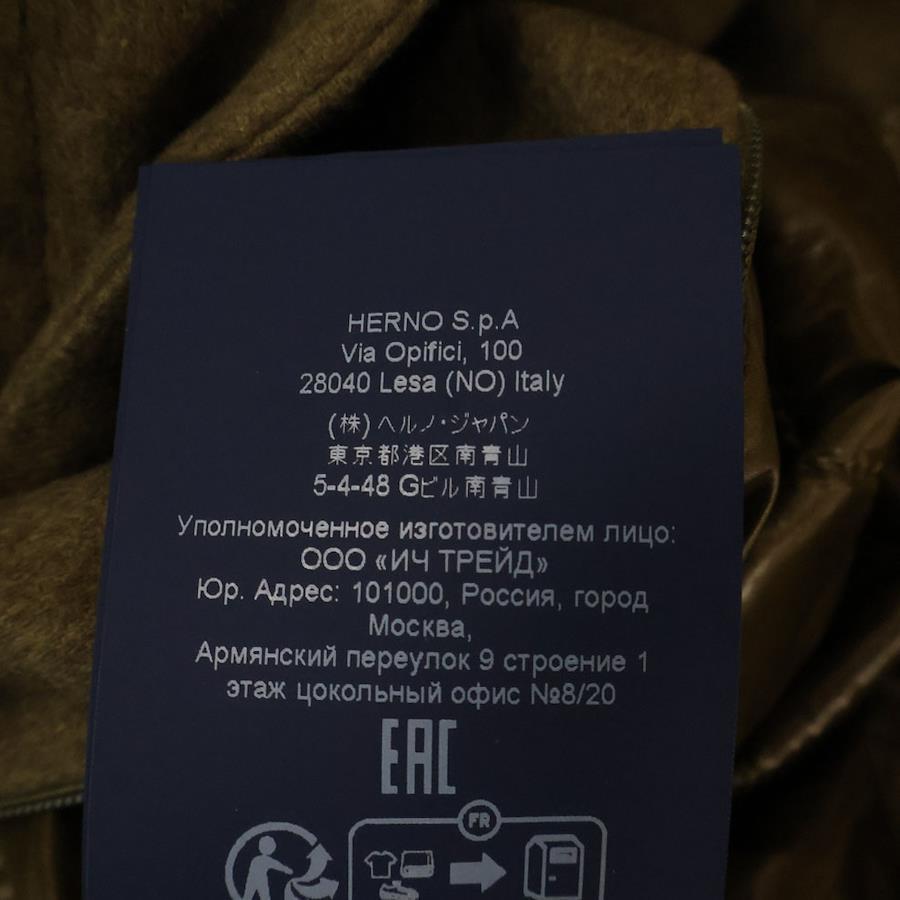 HERNO S.p.A
Via Opifici, 100
28040 Lesa (NO) Italy
(株)ヘルノ・ジャパン
東京都港区南青山
5-4-48 Gビル南青山
Уполномоченное изготовителем лицо:
ООО «ИЧ ТРЕЙД»
Юр. Адрес: 101000, Россия, город
Москва,
Армянский переулок 9 строение 1
этаж цокольный офис №8/20
EAC
FR